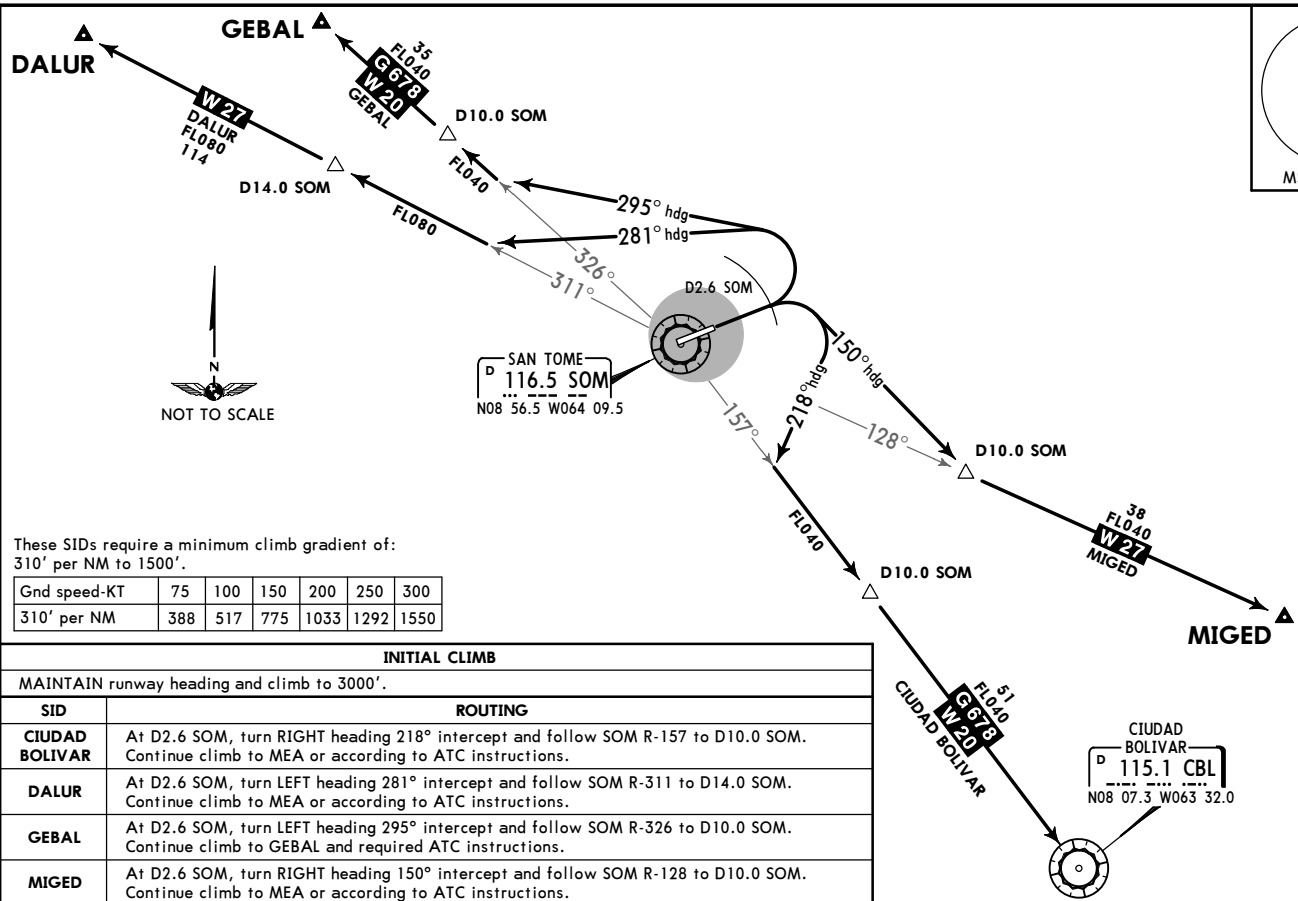 GEBAL
DALUR
35
FL040
G 678
W 20
GEBAL
W 27
DALUR
FL080
114
D10.0 SOM
D14.0 SOM
FL040
FL080
295° hdg
281° hdg
326°
311°
D2.6 SOM
M
N
NOT TO SCALE
SAN TOME
D 116.5 SOM
N08 56.5 W064 09.5
150° hdg
218° hdg
157°
128°
D10.0 SOM
FL040
38
FL040
W 27
MIGED
D10.0 SOM
MIGED
These SIDs require a minimum climb gradient of:
310' per NM to 1500'.
Gnd speed-KT 75 100 150 200 250 300
310' per NM 388 517 775 1033 1292 1550
51
FL040
G 678
W 20
CIUDAD BOLIVAR
CIUDAD
BOLIVAR
D 115.1 CBL
N08 07.3 W063 32.0
INITIAL CLIMB
MAINTAIN runway heading and climb to 3000'.
SID ROUTING
CIUDAD BOLIVAR At D2.6 SOM, turn RIGHT heading 218° intercept and follow SOM R-157 to D10.0 SOM.
Continue climb to MEA or according to ATC instructions.
DALUR At D2.6 SOM, turn LEFT heading 281° intercept and follow SOM R-311 to D14.0 SOM.
Continue climb to MEA or according to ATC instructions.
GEBAL At D2.6 SOM, turn LEFT heading 295° intercept and follow SOM R-326 to D10.0 SOM.
Continue climb to GEBAL and required ATC instructions.
MIGED At D2.6 SOM, turn RIGHT heading 150° intercept and follow SOM R-128 to D10.0 SOM.
Continue climb to MEA or according to ATC instructions.